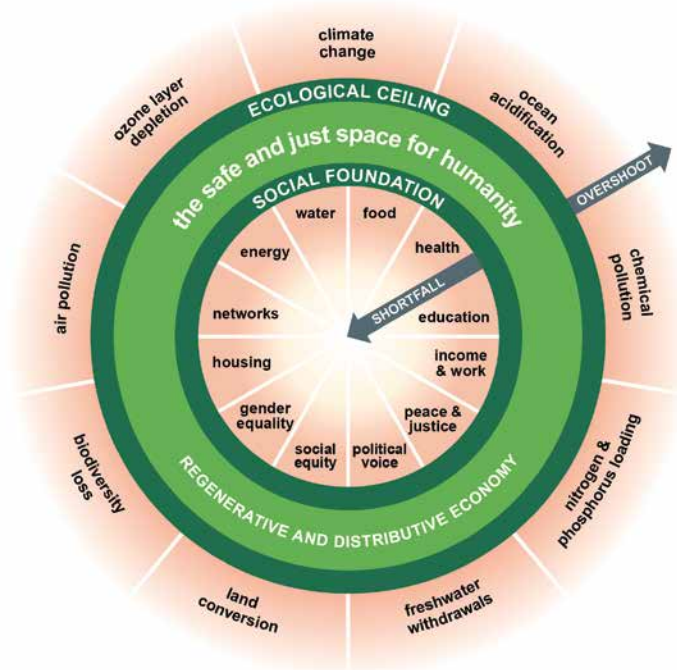 climate
change
ocean
acidification
chemical
pollution
nitrogen &
phosphorus loading
freshwater
withdrawals
land
conversion
biodiversity
loss
air pollution
ozone layer
depletion
OVERSHOOT
ECOLOGICAL CEILING
the safe and just space for humanity
SOCIAL FOUNDATION
water
food
health
SHORTFALL
education
income
& work
peace &
justice
political
voice
social
equity
gender
equality
housing
networks
energy
REGENERATIVE AND DISTRIBUTIVE ECONOMY